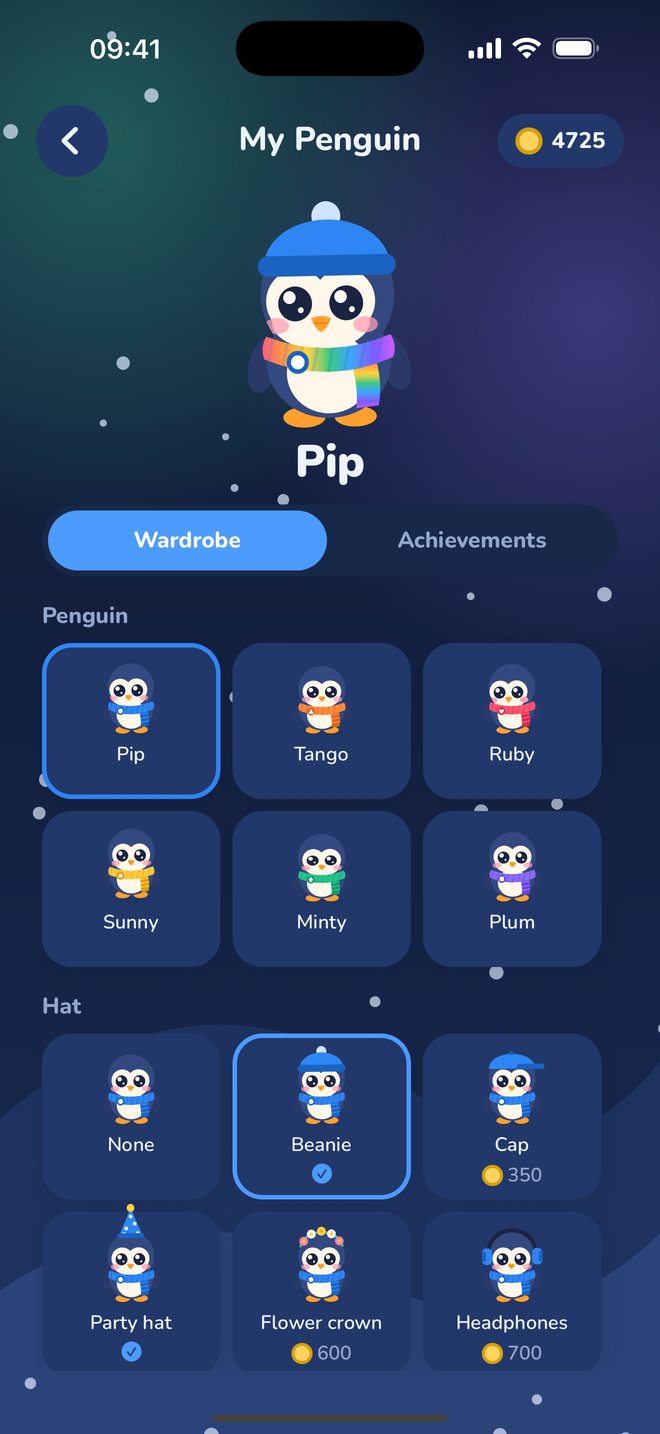 09:41
My Penguin
4725
Pip
Wardrobe
Achievements
Penguin
Pip
Tango
Ruby
Sunny
Minty
Plum
Hat
None
Beanie
Cap
350
Party hat
Flower crown
Headphones
600
700